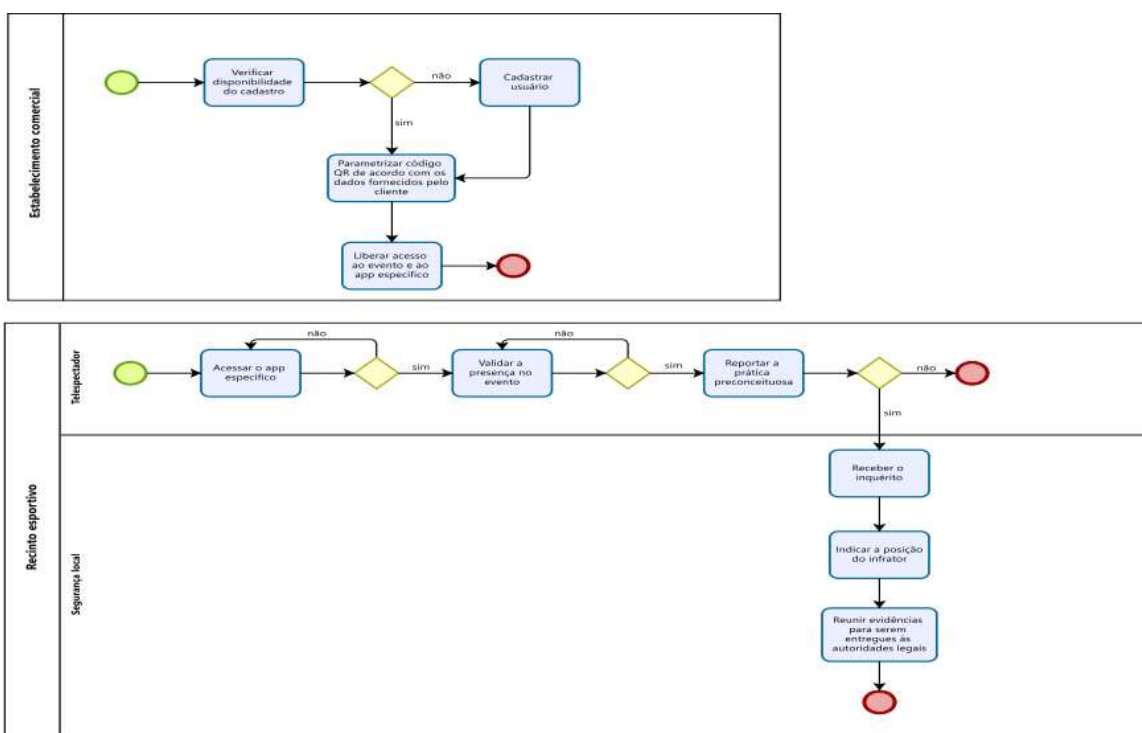 Estabelecimento comercial
Verificar
disponibilidade
do cadastro
não
Cadastrar
usuário
sim
Parametrizar código
QR de acordo com os
dados fornecidos pelo
cliente
Liberar acesso
ao evento e ao
app específico
Recinto esportivo
Telespectador
não
Acessar o app
específico
sim
não
Validar a
presença no
evento
sim
Reportar a
prática
preconceituosa
não
sim
Segurança local
Receber o
inquérito
Indicar a posição
do infrator
Reunir evidências
para serem
entregues às
autoridades legais